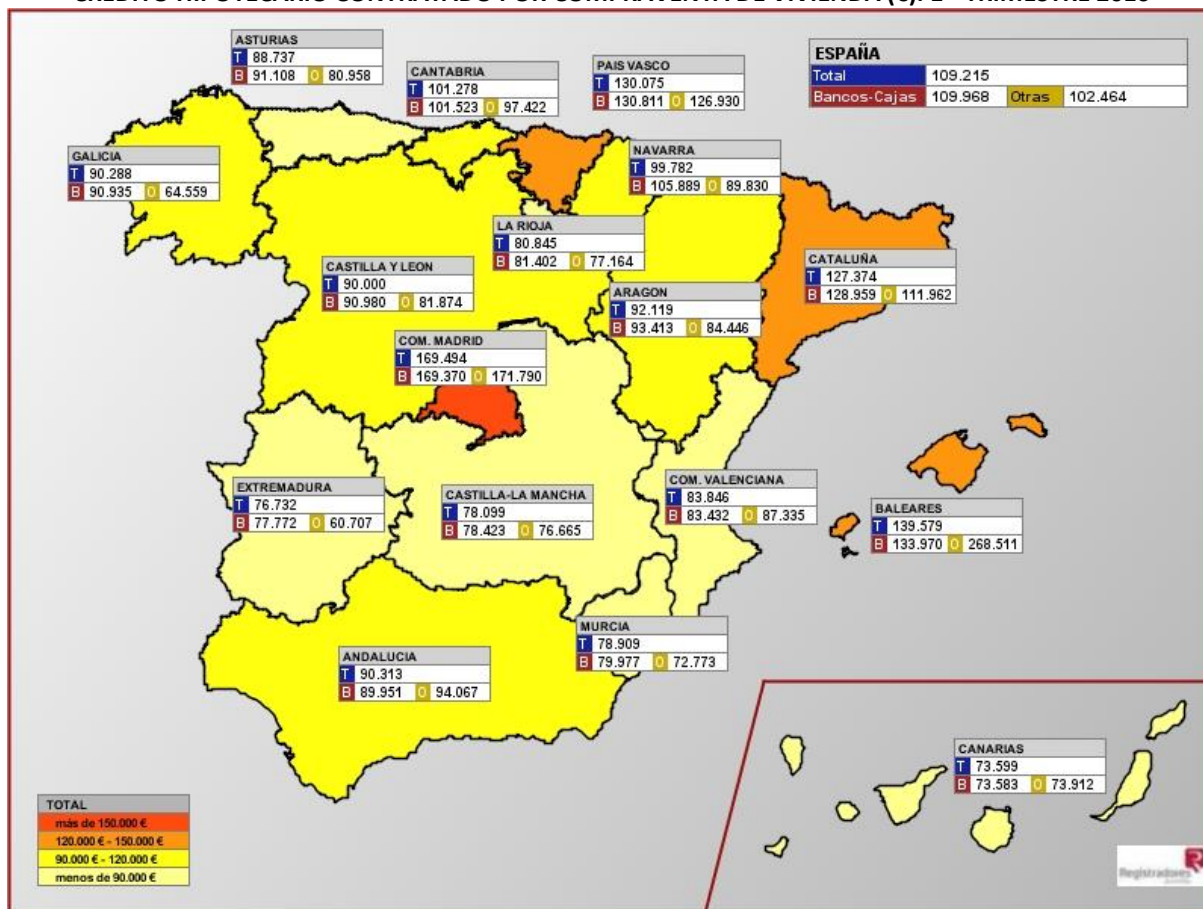 ASTURIAS
T 88.737
B 91.108 O 80.958
CANTABRIA
T 101.278
B 101.523 O 97.422
PAIS VASCO
T 130.075
B 130.811 O 126.930
ESPAÑA
Total 109.215
Bancos-Cajas 109.968 Otras 102.464
GALICIA
T 90.288
B 90.935 O 64.559
NAVARRA
T 99.782
B 105.889 O 89.830
LA RIOJA
T 80.845
B 81.402 O 77.164
CASTILLA Y LEON
T 90.000
B 90.980 O 81.874
CATALUÑA
T 127.374
B 128.959 O 111.962
ARAGON
T 92.119
B 93.413 O 84.446
COM. MADRID
T 169.494
B 169.370 O 171.790
EXTREMADURA
T 76.732
B 77.772 O 60.707
CASTILLA-LA MANCHA
T 78.099
B 78.423 O 76.665
COM. VALENCIANA
T 83.846
B 83.432 O 87.335
BALEARES
T 139.579
B 133.970 O 268.511
MURCIA
T 78.909
B 79.977 O 72.773
ANDALUCIA
T 90.313
B 89.951 O 94.067
CANARIAS
T 73.599
B 73.583 O 73.912
TOTAL
más de 150.000 €
120.000 € - 150.000 €
90.000 € - 120.000 €
menos de 90.000 €
Registradores